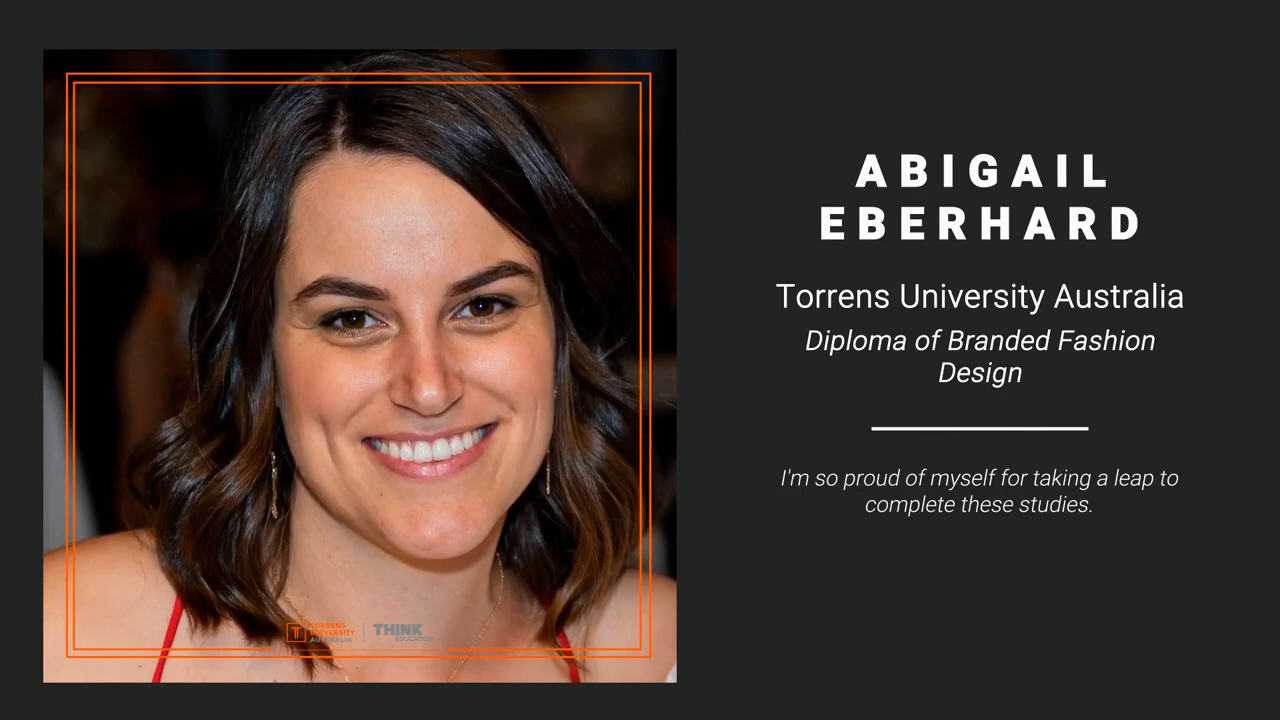 ABIGAIL
EBERHARD
Torrens University Australia
Diploma of Branded Fashion
Design
I'm so proud of myself for taking a leap to
complete these studies.
TORRENS
UNIVERSITY
AUSTRALIA
THINK
EDUCATION